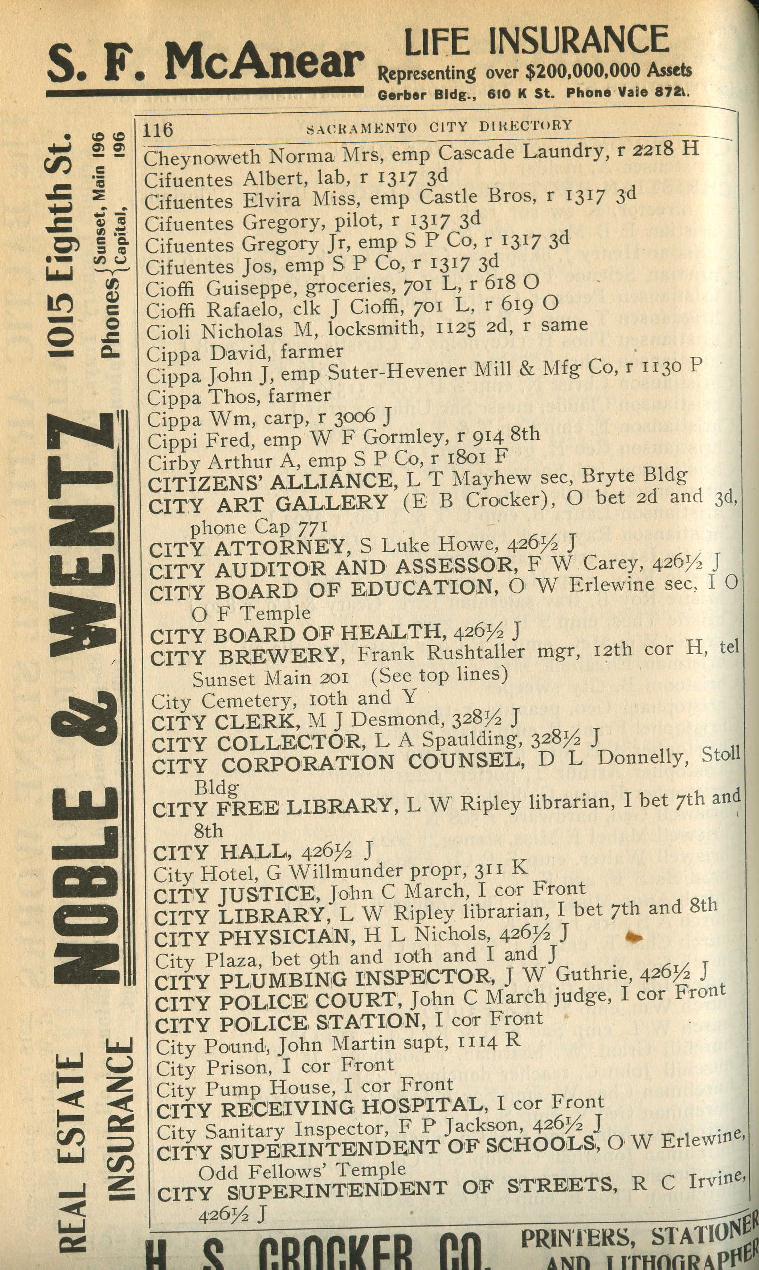 S. F. McAnear
LIFE INSURANCE
Representing over $200,000,000 Assets
Gerber Bldg., 610 K St. Phone Vale 872.
116 SACRAMENTO CITY DIRECTORY
Cheynoweth Norma Mrs, emp Cascade Laundry, r 2218 H
Cifuentes Albert, lab, r 1317 3d
Cifuentes Elvira Miss, emp Castle Bros, r 1317 3d
Cifuentes Gregory, pilot, r 1317 3d
Cifuentes Gregory Jr, emp S P Co, r 1317 3d
Cifuentes Jos, emp S P Co, r 1317 3d
Cioffi Guiseppe, groceries, 701 L, r 618 O
Cioffi Rafaelo, clk J Cioffi, 701 L, r 619 O
Cioli Nicholas M, locksmith, 1125 2d, r same
Cippa David, farmer
Cippa John J, emp Suter-Hevener Mill & Mfg Co, r 1130 P
Cippa Thos, farmer
Cippa Wm, carp, r 3006 J
Cippi Fred, emp W F Gormley, r 914 8th
Cirby Arthur A, emp S P Co, r 1801 F
CITIZENS' ALLIANCE, L T Mayhew sec, Bryte Bldg
CITY ART GALLERY (E B Crocker), O bet 2d and 3d,
phone Cap 771
CITY ATTORNEY, S Luke Howe, 426½ J
CITY AUDITOR AND ASSESSOR, F W Carey, 426½ J
CITY BOARD OF EDUCATION, O W Erlewine sec, I O
O F Temple
CITY BOARD OF HEALTH, 426½ J
CITY BREWERY, Frank Rushtaller mgr, 12th cor H, tel
Sunset Main 201 (See top lines)
City Cemetery, 10th and Y
CITY CLERK, M J Desmond, 328½ J
CITY COLLECTOR, L A Spaulding, 328½ J
CITY CORPORATION COUNSEL, D L Donnelly, Stoll
Bldg
CITY FREE LIBRARY, L W Ripley librarian, I bet 7th and
8th
CITY HALL, 426½ J
City Hotel, G Willmunder propr, 311 K
CITY JUSTICE, John C March, I cor Front
CITY LIBRARY, L W Ripley librarian, I bet 7th and 8th
CITY PHYSICIAN, H L Nichols, 426½ J
City Plaza, bet 9th and 10th and I and J
CITY PLUMBING INSPECTOR, J W Guthrie, 426½ J
CITY POLICE COURT, John C March judge, I cor Front
CITY POLICE STATION, I cor Front
City Pound, John Martin supt, 1114 R
City Prison, I cor Front
City Pump House, I cor Front
CITY RECEIVING HOSPITAL, I cor Front
City Sanitary Inspector, F P Jackson, 426½ J
CITY SUPERINTENDENT OF SCHOOLS, O W Erlewine,
Odd Fellows' Temple
CITY SUPERINTENDENT OF STREETS, R C Irvine,
426½ J
REAL ESTATE
INSURANCE
NOBLE & WENTZ
1015 Eighth St.
Phones { Sunset, Main 196
Capital, 196
H. S. CROCKER CO.
PRINTERS, STATIONER
AND LITHOGRAPHER